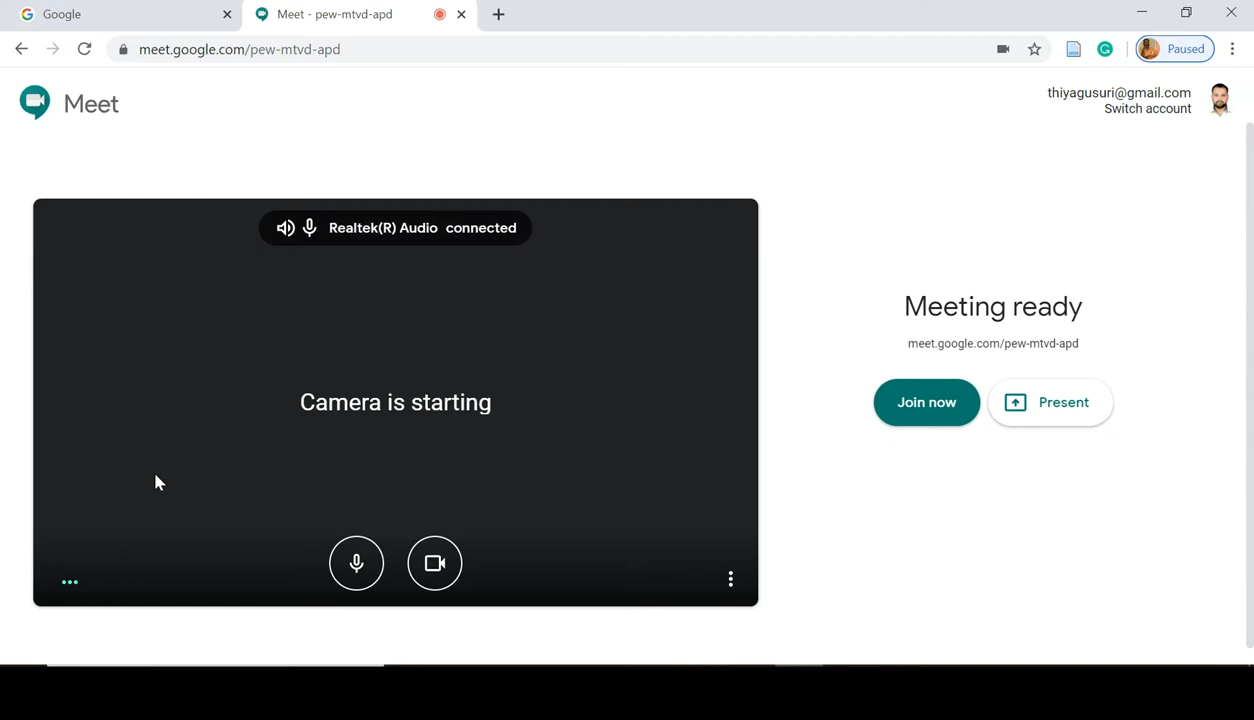 Google
Meet - pew-mtvd-apd
meet.google.com/pew-mtvd-apd
Paused
Meet
thiyagusuri@gmail.com
Switch account
Realtek(R) Audio connected
Camera is starting
Meeting ready
meet.google.com/pew-mtvd-apd
Join now
Present